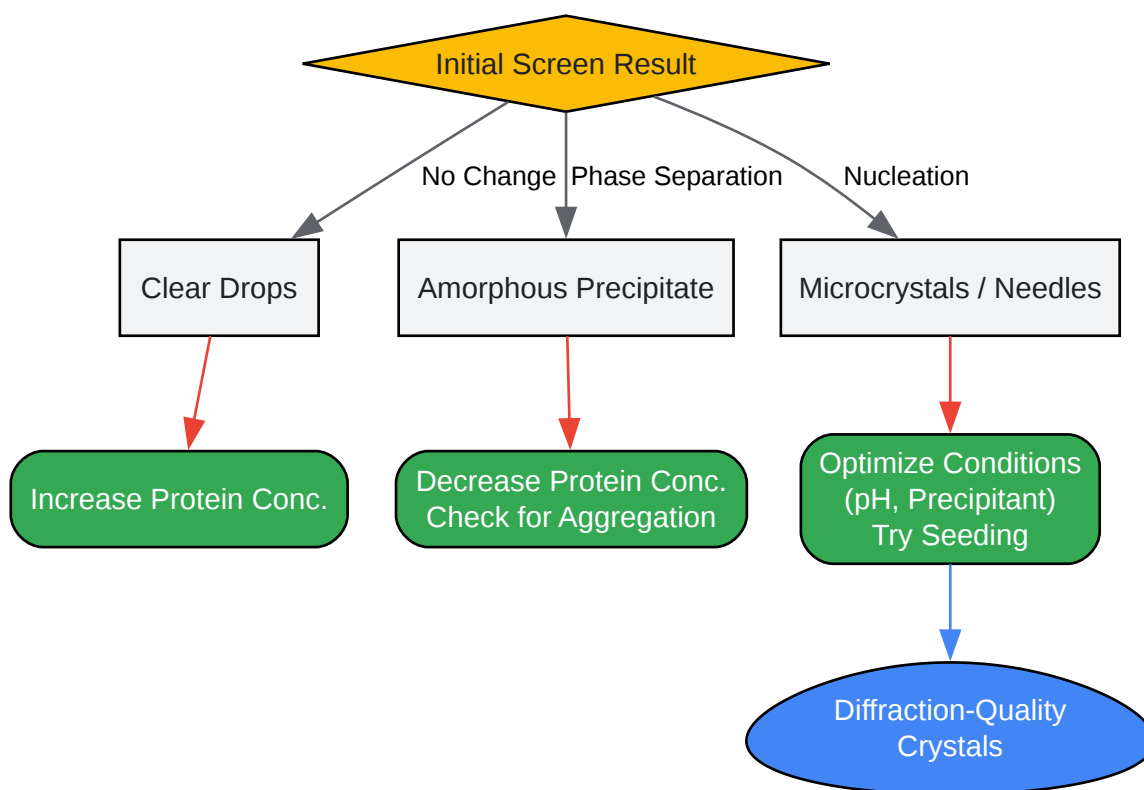 Initial Screen Result
No Change
Phase Separation
Nucleation
Clear Drops
Amorphous Precipitate
Microcrystals / Needles
Increase Protein Conc.
Decrease Protein Conc.
Check for Aggregation
Optimize Conditions
(pH, Precipitant)
Try Seeding
Diffraction-Quality
Crystals